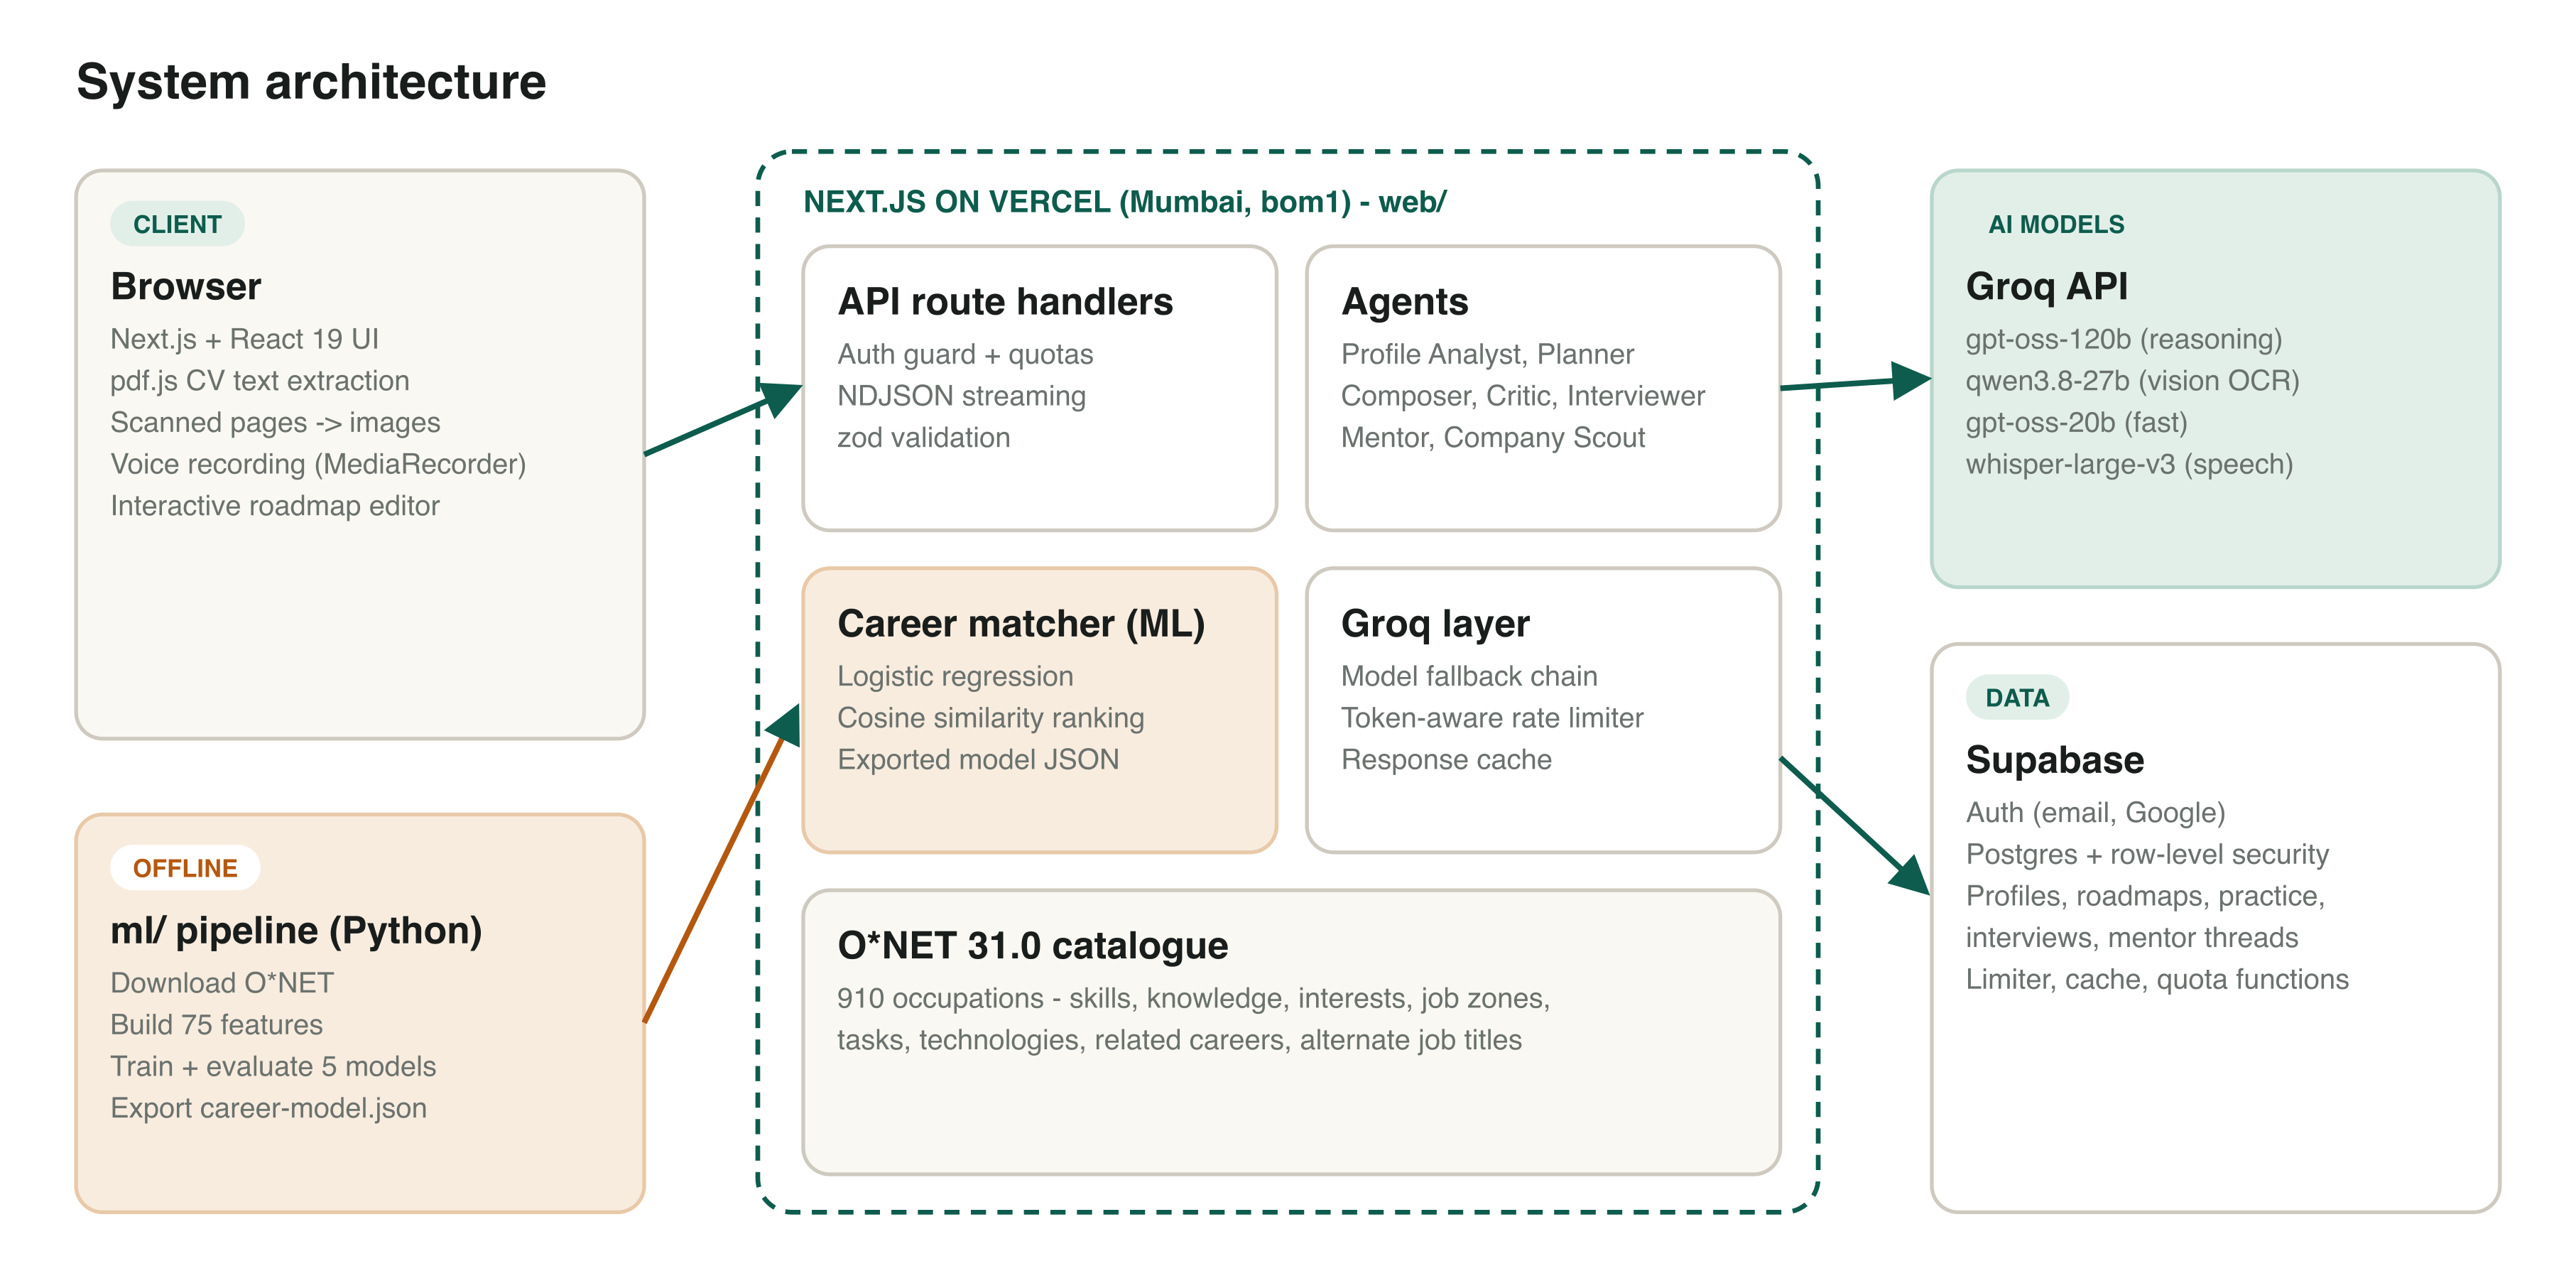 System architecture
CLIENT
Browser
Next.js + React 19 UI
pdf.js CV text extraction
Scanned pages -> images
Voice recording (MediaRecorder)
Interactive roadmap editor
OFFLINE
ml/ pipeline (Python)
Download O*NET
Build 75 features
Train + evaluate 5 models
Export career-model.json
NEXT.JS ON VERCEL (Mumbai, bom1) - web/
API route handlers
Auth guard + quotas
NDJSON streaming
zod validation
Agents
Profile Analyst, Planner
Composer, Critic, Interviewer
Mentor, Company Scout
Career matcher (ML)
Logistic regression
Cosine similarity ranking
Exported model JSON
Groq layer
Model fallback chain
Token-aware rate limiter
Response cache
O*NET 31.0 catalogue
910 occupations - skills, knowledge, interests, job zones,
tasks, technologies, related careers, alternate job titles
AI MODELS
Groq API
gpt-oss-120b (reasoning)
qwen3.8-27b (vision OCR)
gpt-oss-20b (fast)
whisper-large-v3 (speech)
DATA
Supabase
Auth (email, Google)
Postgres + row-level security
Profiles, roadmaps, practice,
interviews, mentor threads
Limiter, cache, quota functions